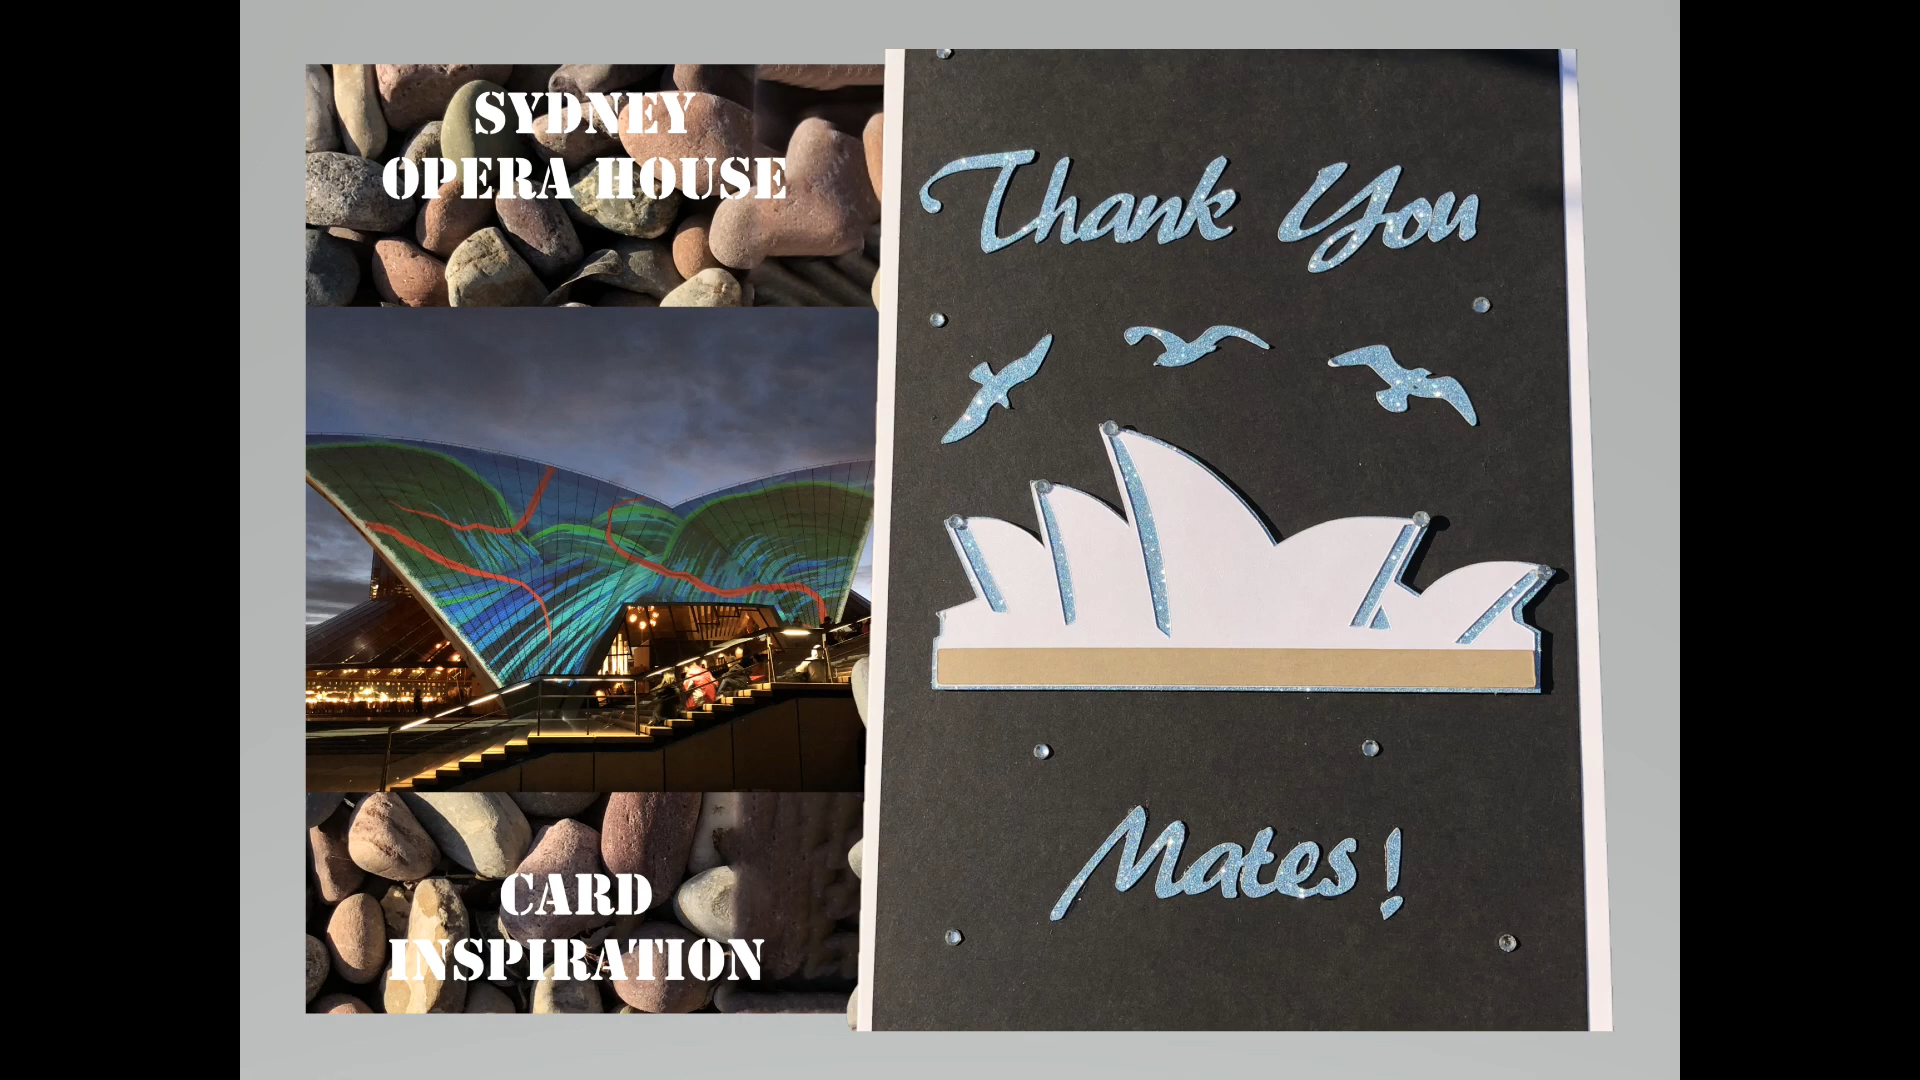 SYDNEY
OPERA HOUSE
CARD
INSPIRATION
Thank You
Mates!